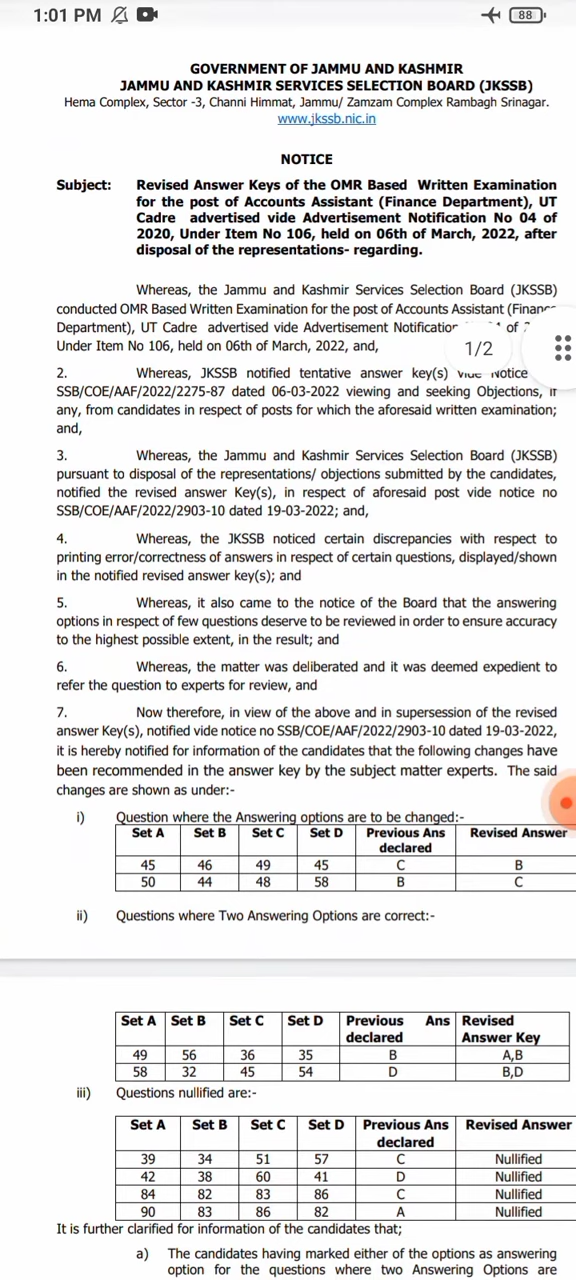 1:01 PM 88
GOVERNMENT OF JAMMU AND KASHMIR
JAMMU AND KASHMIR SERVICES SELECTION BOARD (JKSSB)
Hema Complex, Sector -3, Channi Himmat, Jammu/ Zamzam Complex Rambagh Srinagar.
www.jkssb.nic.in
NOTICE
Subject: Revised Answer Keys of the OMR Based Written Examination
for the post of Accounts Assistant (Finance Department), UT
Cadre advertised vide Advertisement Notification No 04 of
2020, Under Item No 106, held on 06th of March, 2022, after
disposal of the representations- regarding.
Whereas, the Jammu and Kashmir Services Selection Board (JKSSB)
conducted OMR Based Written Examination for the post of Accounts Assistant (Finance
Department), UT Cadre advertised vide Advertisement Notification of
Under Item No 106, held on 06th of March, 2022, and,
1/2
2. Whereas, JKSSB notified tentative answer key(s) vide Notice
SSB/COE/AAF/2022/2275-87 dated 06-03-2022 viewing and seeking Objections, if
any, from candidates in respect of posts for which the aforesaid written examination;
and,
3. Whereas, the Jammu and Kashmir Services Selection Board (JKSSB)
pursuant to disposal of the representations/ objections submitted by the candidates,
notified the revised answer Key(s), in respect of aforesaid post vide notice no
SSB/COE/AAF/2022/2903-10 dated 19-03-2022; and,
4. Whereas, the JKSSB noticed certain discrepancies with respect to
printing error/correctness of answers in respect of certain questions, displayed/shown
in the notified revised answer key(s); and
5. Whereas, it also came to the notice of the Board that the answering
options in respect of few questions deserve to be reviewed in order to ensure accuracy
to the highest possible extent, in the result; and
6. Whereas, the matter was deliberated and it was deemed expedient to
refer the question to experts for review, and
7. Now therefore, in view of the above and in supersession of the revised
answer Key(s), notified vide notice no SSB/COE/AAF/2022/2903-10 dated 19-03-2022,
it is hereby notified for information of the candidates that the following changes have
been recommended in the answer key by the subject matter experts. The said
changes are shown as under:-
i) Question where the Answering options are to be changed:-
Set A Set B Set C Set D Previous Ans Revised Answer
declared
45 46 49 45 C B
50 44 48 58 B C
ii) Questions where Two Answering Options are correct:-
Set A Set B Set C Set D Previous Ans Revised
declared Answer Key
49 56 36 35 B A,B
58 32 45 54 D B,D
iii) Questions nullified are:-
Set A Set B Set C Set D Previous Ans Revised Answer
declared
39 34 51 57 C Nullified
42 38 60 41 D Nullified
84 82 83 86 C Nullified
90 83 86 82 A Nullified
It is further clarified for information of the candidates that;
a) The candidates having marked either of the options as answering
option for the questions where two Answering Options are